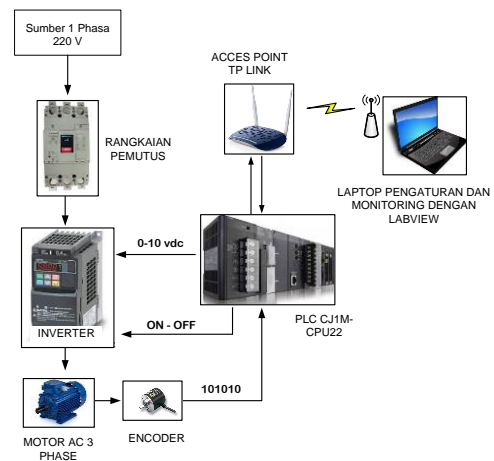 Sumber 1 Phasa
220 V
ACCES POINT
TP LINK
RANGKAIAN
PEMUTUS
LAPTOP PENGATURAN DAN
MONITORING DENGAN
LABVIEW
0-10 vdc
ON - OFF
INVERTER
PLC CJ1M-
CPU22
101010
MOTOR AC 3
PHASE
ENCODER